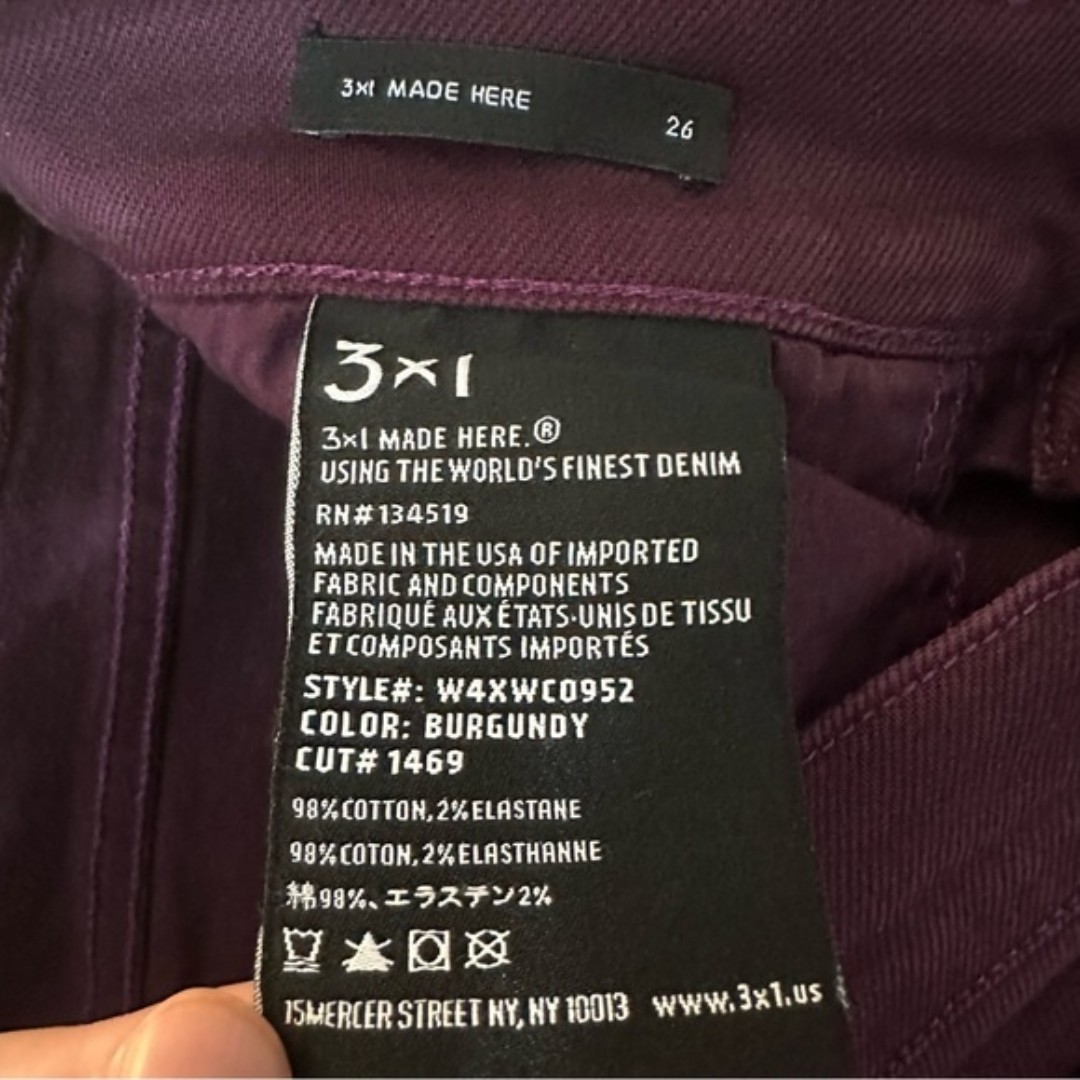 3x1 MADE HERE
26
3x1
3x1 MADE HERE.®
USING THE WORLD'S FINEST DENIM
RN#134519
MADE IN THE USA OF IMPORTED
FABRIC AND COMPONENTS
FABRIQUÉ AUX ÉTATS-UNIS DE TISSU
ET COMPOSANTS IMPORTÉS
STYLE#: W4XWC0952
COLOR: BURGUNDY
CUT# 1469
98% COTTON, 2% ELASTANE
98% COTON, 2% ELASTHANNE
綿98%、エラステン2%
15 MERCER STREET NY, NY 10013 www.3x1.us